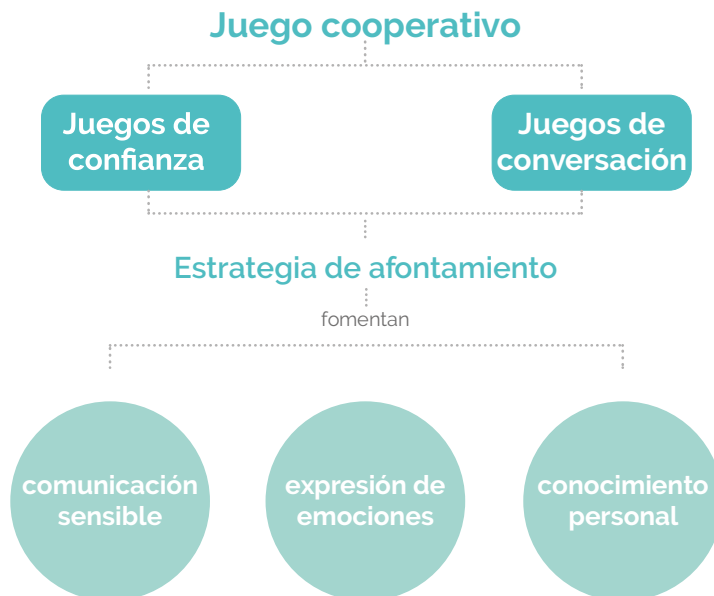 Juego cooperativo
Juegos de
confianza
Juegos de
conversación
Estrategia de afontamiento
fomentan
comunicación
sensible
expresión de
emociones
conocimiento
personal